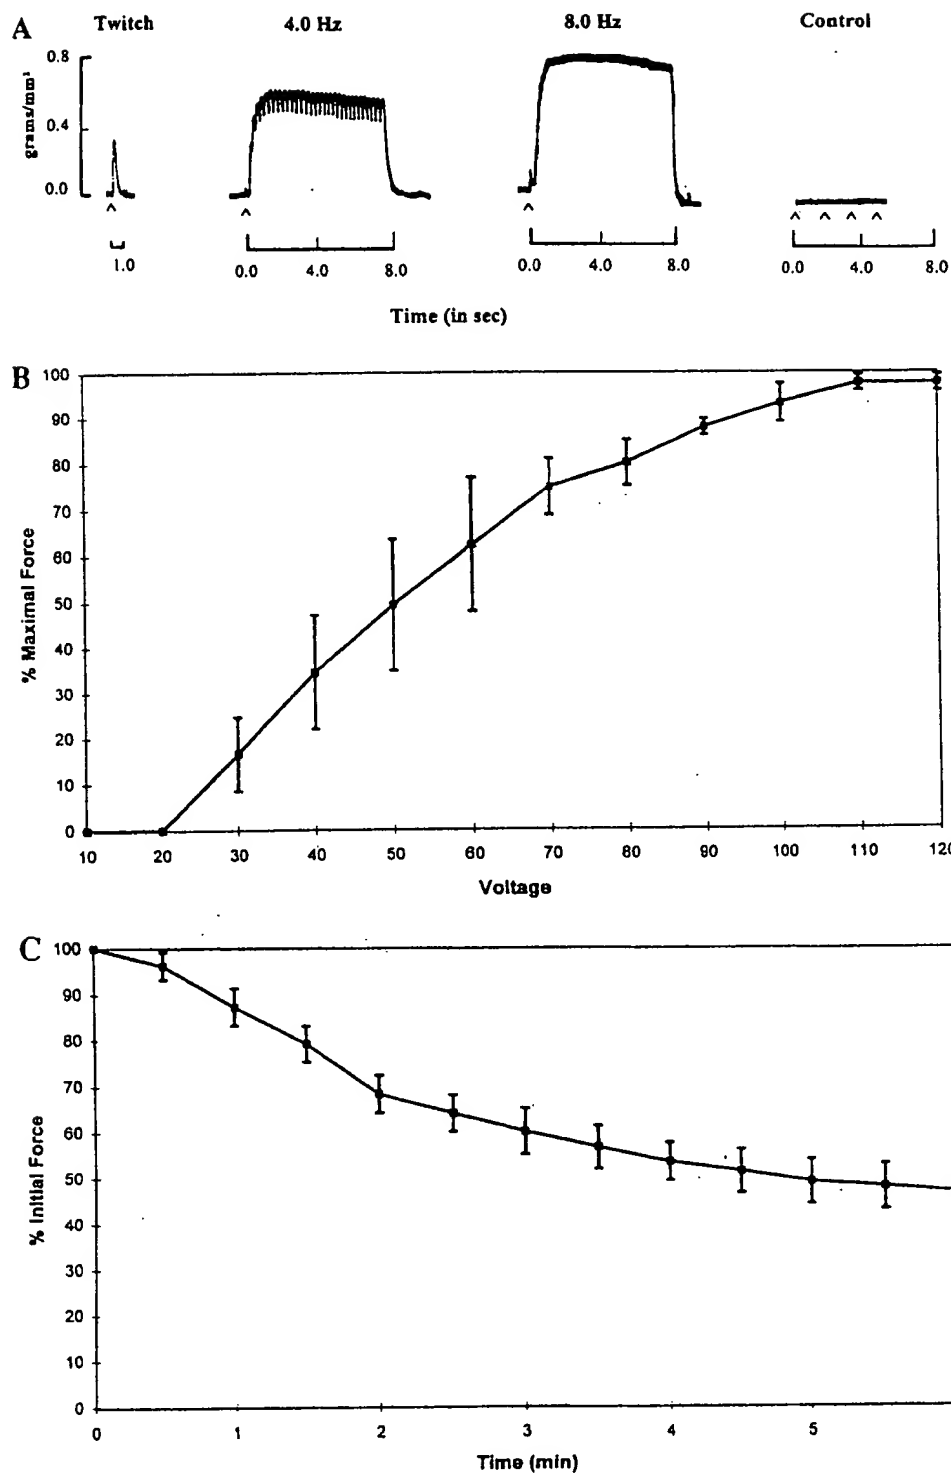 A
Twitch
4.0 Hz
8.0 Hz
Control
grams/mm²
0.8
0.4
0.0
1.0
0.0 4.0 8.0
0.0 4.0 8.0
0.0 4.0 8.0
Time (in sec)
B
% Maximal Force
100
90
80
70
60
50
40
30
20
10
0
10 20 30 40 50 60 70 80 90 100 110 120
Voltage
C
% Initial Force
100
90
80
70
60
50
40
30
20
10
0
0 1 2 3 4 5
Time (min)